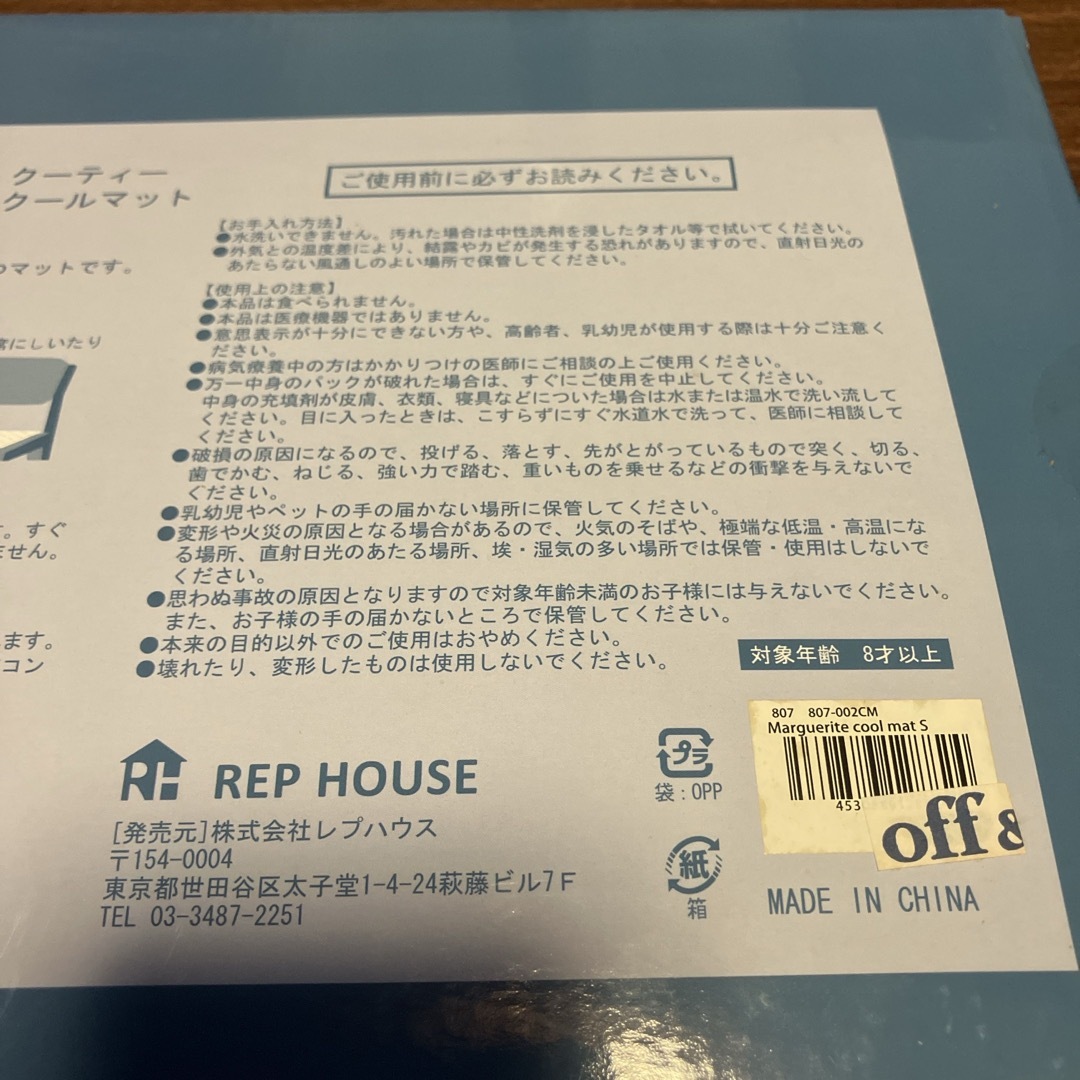 クーティー
クールマット
マットです。
にしいたり
。すぐ
ません。
ます。
コン
ご使用前に必ずお読みください。
【お手入れ方法】
●水洗いできません。汚れた場合は中性洗剤を浸したタオル等で拭いてください。
●外気との温度差により、結露やカビが発生する恐れがありますので、直射日光の
あたらない風通しのよい場所で保管してください。
【使用上の注意】
●本品は食べられません。
●本品は医療機器ではありません。
●意思表示が十分にできない方や、高齢者、乳幼児が使用する際は十分ご注意く
ださい。
●病気療養中の方はかかりつけの医師にご相談の上ご使用ください。
●万一中身のパックが破れた場合は、すぐにご使用を中止してください。
中身の充填剤が皮膚、衣類、寝具などについた場合は水または温水で洗い流して
ください。目に入ったときは、こすらずにすぐ水道水で洗って、医師に相談して
ください。
●破損の原因になるので、投げる、落とす、先がとがっているもので突く、切る、
歯でかむ、ねじる、強い力で踏む、重いものを乗せるなどの衝撃を与えないで
ください。
●乳幼児やペットの手の届かない場所に保管してください。
●変形や火災の原因となる場合があるので、火気のそばや、極端な低温・高温にな
る場所、直射日光のあたる場所、埃・湿気の多い場所では保管・使用はしないで
ください。
●思わぬ事故の原因となりますので対象年齢未満のお子様には与えないでください。
また、お子様の手の届かないところで保管してください。
●本来の目的以外でのご使用はおやめください。
●壊れたり、変形したものは使用しないでください。
対象年齢 8才以上
807 807-002CM
Marguerite cool mat S
453
off &
RH REP HOUSE
[発売元]株式会社レプハウス
〒154-0004
東京都世田谷区太子堂1-4-24萩藤ビル7F
TEL 03-3487-2251
プラ
袋：OPP
紙
箱
MADE IN CHINA